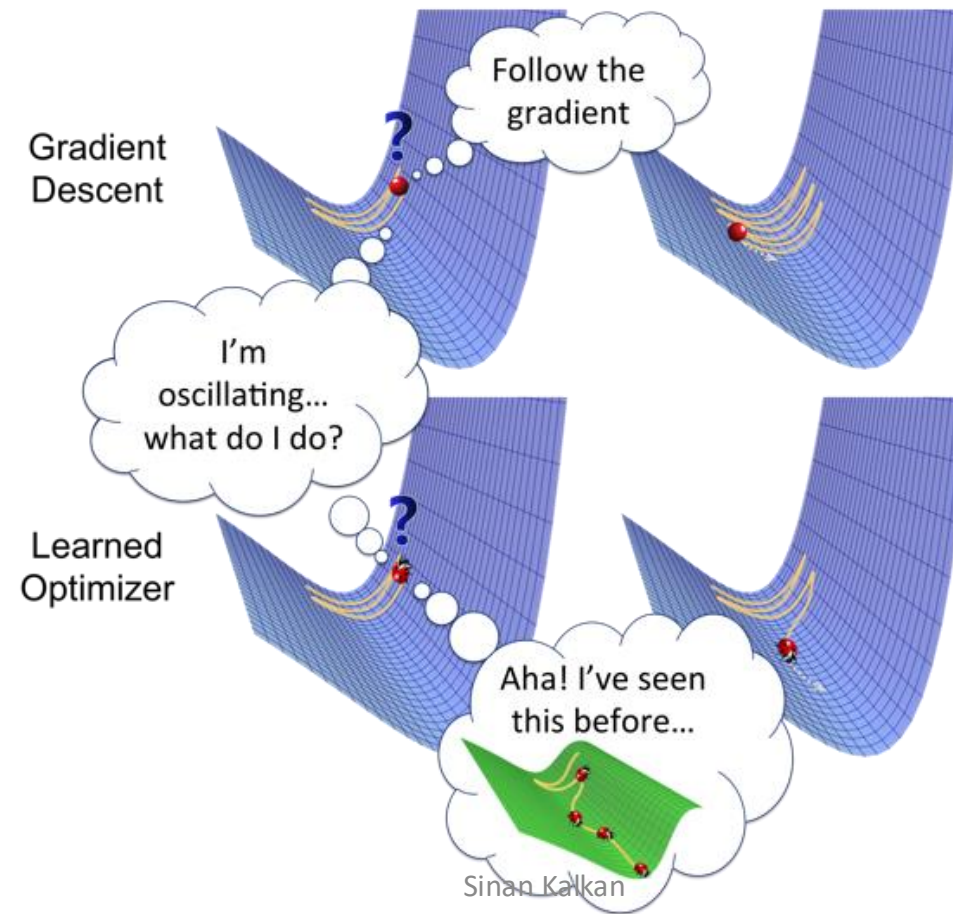 Follow the
gradient
?
Gradient
Descent
I'm
oscillating...
what do I do?
?
Learned
Optimizer
Aha! I've seen
this before...
Sinan Kalkan